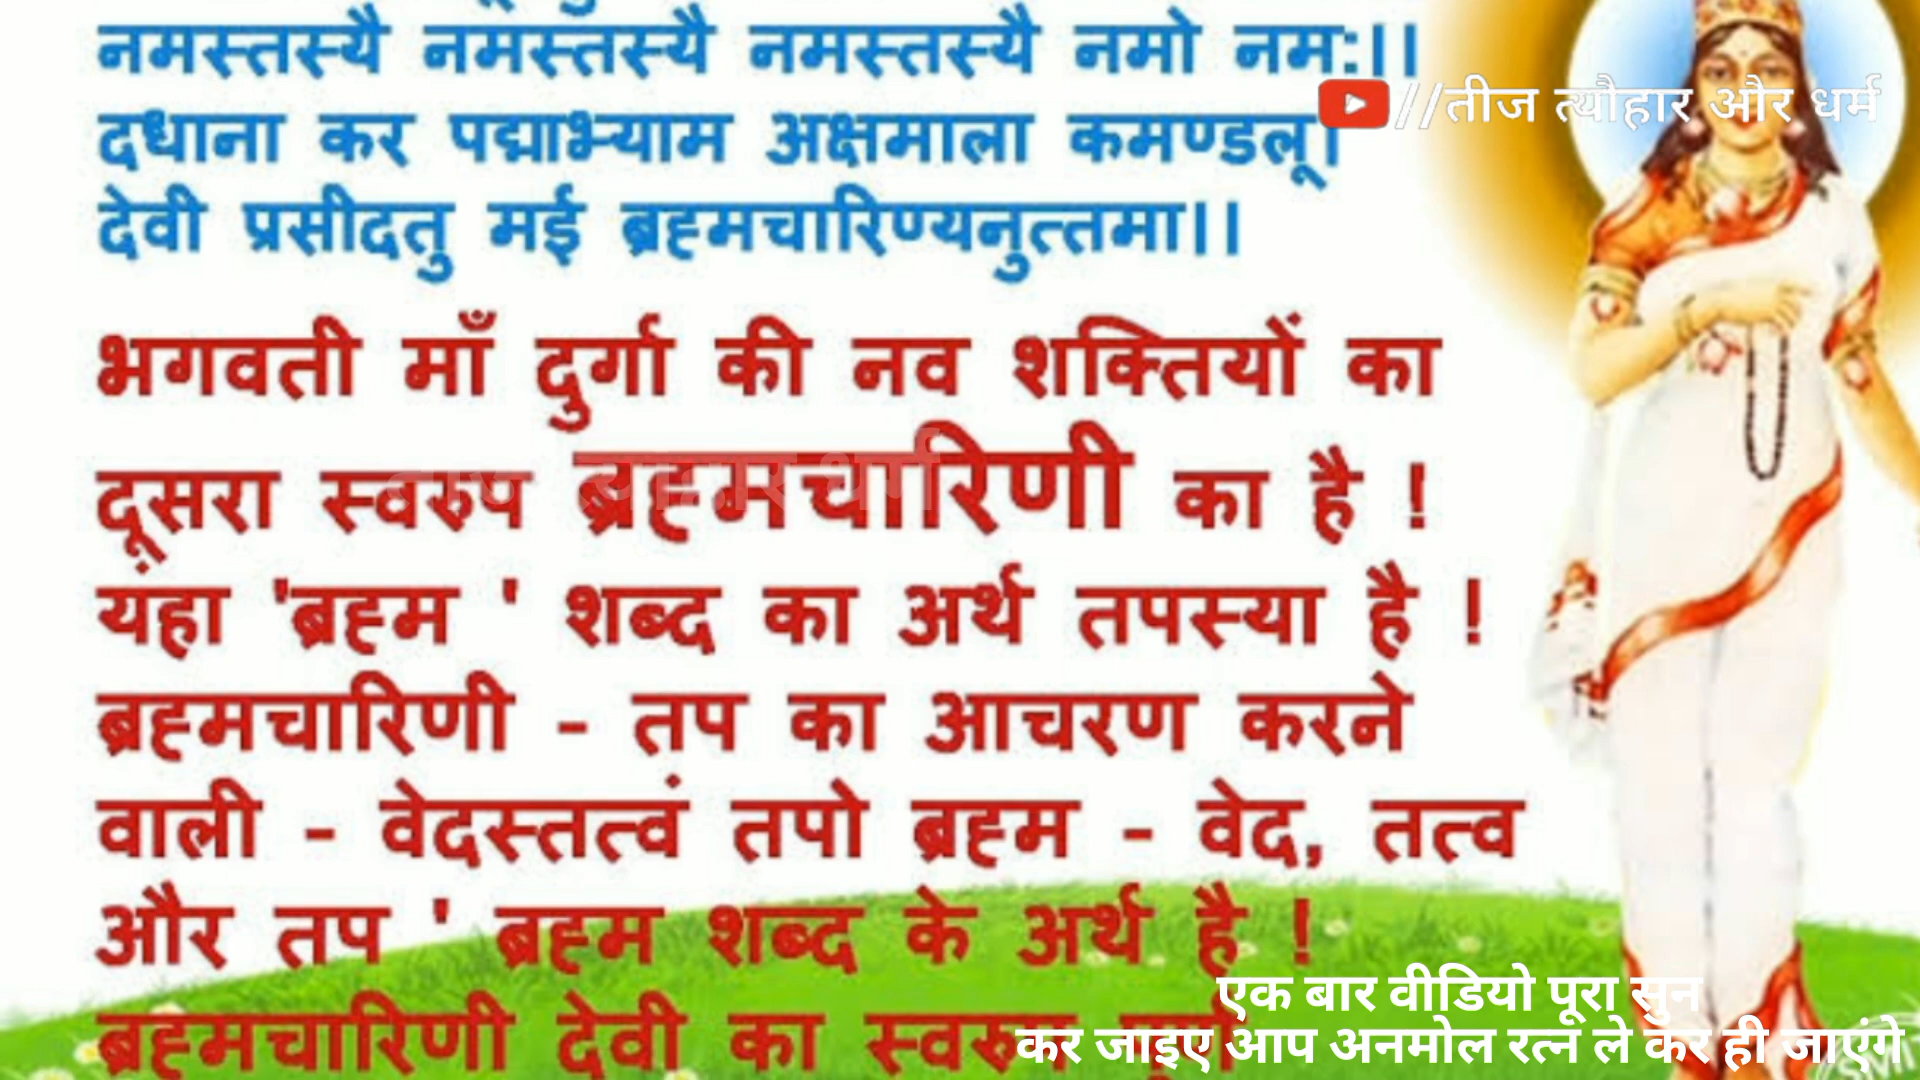 नमस्तस्यै नमस्तस्यै नमस्तस्यै नमो नम:।।
//तीज त्यौहार और धर्म
दधाना कर पद्माभ्याम अक्षमाला कमण्डलू।
देवी प्रसीदतु मई ब्रह्मचारिण्यनुत्तमा।।
भगवती माँ दुर्गा की नव शक्तियों का
दूसरा स्वरुप ब्रह्मचारिणी का है !
यंहा 'ब्रह्म ' शब्द का अर्थ तपस्या है !
ब्रह्मचारिणी - तप का आचरण करने
वाली - वेदस्तत्वं तपो ब्रह्म - वेद, तत्व
और तप ' ब्रह्म शब्द के अर्थ है !
ब्रह्मचारिणी देवी का
एक बार वीडियो पूरा सुन
कर जाइए आप अनमोल रत्न ले कर ही जाएंगे